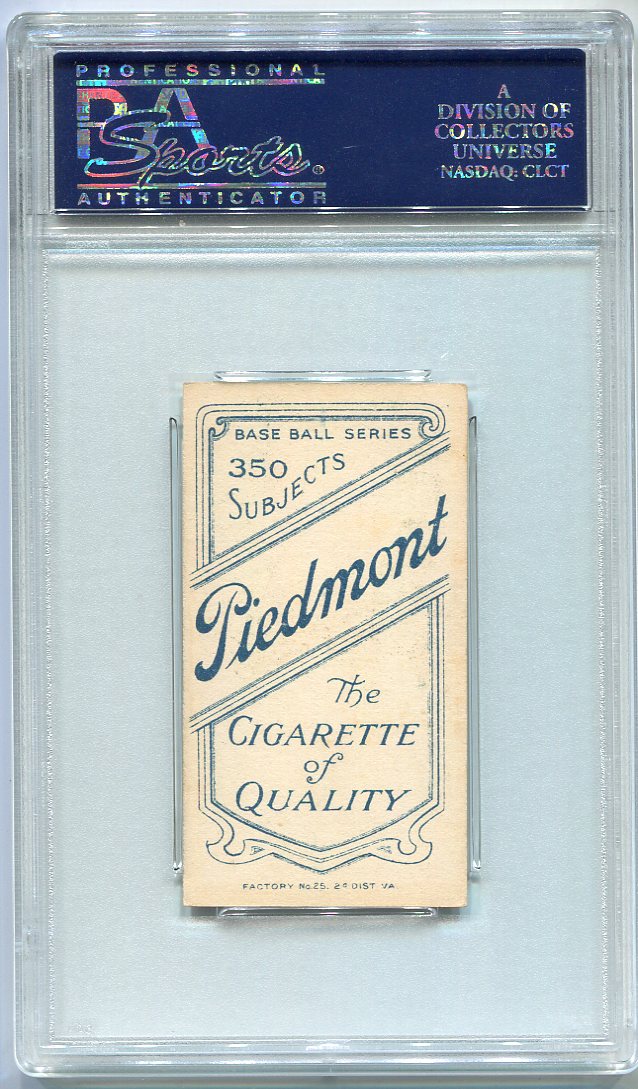 PROFESSIONAL
PSA
Sports®
AUTHENTICATOR
A
DIVISION OF
COLLECTORS
UNIVERSE
NASDAQ: CLCT
BASE BALL SERIES
350
SUBJECTS
Piedmont
The
CIGARETTE
of
QUALITY
FACTORY No. 25. 2d DIST VA